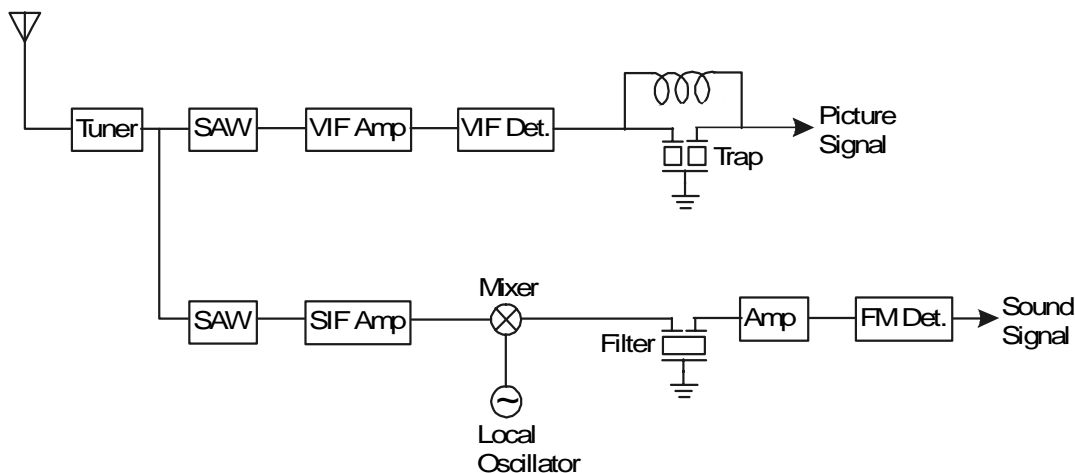 Tuner
SAW
VIF Amp
VIF Det.
Trap
Picture
Signal
SAW
SIF Amp
Mixer
Local
Oscillator
Filter
Amp
FM Det.
Sound
Signal